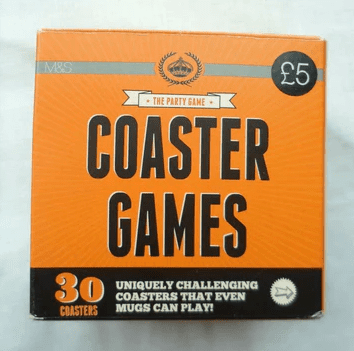 M&S
£5
THE PARTY GAME
COASTER
GAMES
30
COASTERS
UNIQUELY CHALLENGING
COASTERS THAT EVEN
MUGS CAN PLAY!